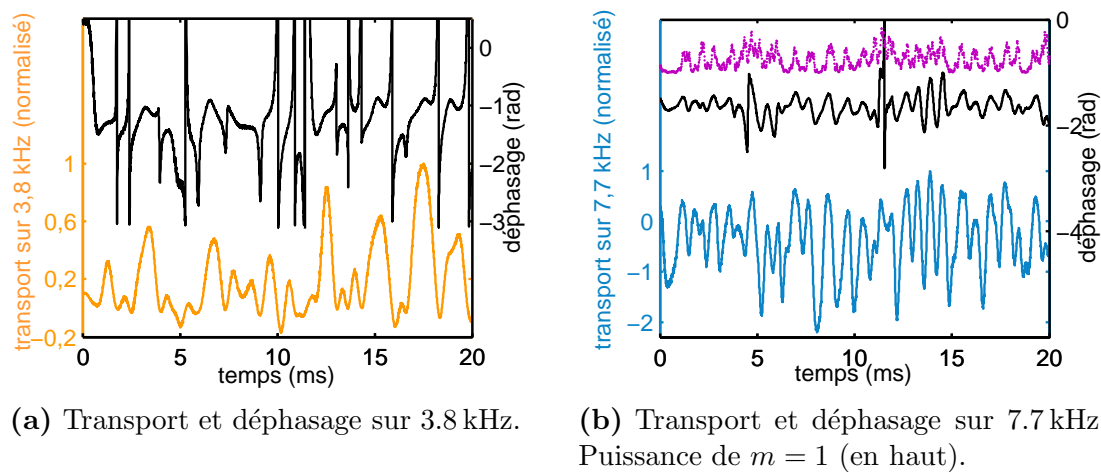 transport sur 3,8 kHz (normalisé)
1
0,6
0,2
−0,2
0
−1
−2
−3
déphasage (rad)
0 5 10 15 20
temps (ms)
(a) Transport et déphasage sur 3.8 kHz.
transport sur 7,7 kHz (normalisé)
1
0
−1
−2
0
−2
−4
déphasage (rad)
0 5 10 15 20
temps (ms)
(b) Transport et déphasage sur 7.7 kHz
Puissance de m = 1 (en haut).